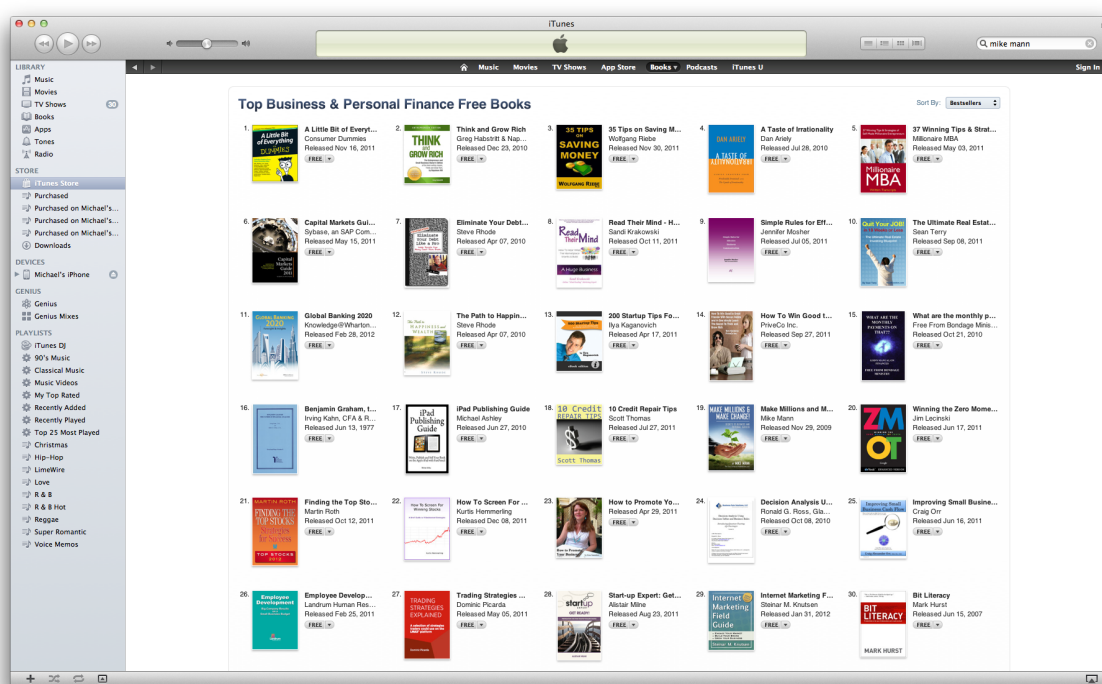 iTunes
mike mann
LIBRARY
Music
Movies
TV Shows
Books
Apps
Tones
Radio
STORE
iTunes Store
Purchased
Purchased on Michael's...
Purchased on Michael's...
Purchased on Michael's...
Downloads
DEVICES
Michael's iPhone
GENIUS
Genius
Genius Mixes
PLAYLISTS
iTunes DJ
90's Music
Classical Music
Music Videos
My Top Rated
Recently Added
Recently Played
Top 25 Most Played
Christmas
Hip-Hop
LimeWire
Love
R & B
R & B Hot
Reggae
Super Romantic
Voice Memos
Music Movies TV Shows App Store Books Podcasts iTunes U Sign In
Top Business & Personal Finance Free Books
Sort By: Bestsellers
1. A Little Bit of Everyt...
Consumer Dummies
Released Nov 16, 2011
FREE
2. Think and Grow Rich
Greg Habstritt & Nap...
Released Dec 23, 2010
FREE
3. 35 Tips on Saving M...
Wolfgang Riebe
Released Nov 30, 2011
FREE
4. A Taste of Irrationality
Dan Ariely
Released Jul 28, 2010
FREE
5. 37 Winning Tips & Strat...
Millionaire MBA
Released May 03, 2011
FREE
6. Capital Markets Gui...
Sybase, an SAP Com...
Released May 15, 2011
FREE
7. Eliminate Your Debt...
Steve Rhode
Released Apr 07, 2010
FREE
8. Read Their Mind - H...
Sandi Krakowski
Released Oct 11, 2011
FREE
9. Simple Rules for Eff...
Jennifer Mosher
Released Jul 05, 2011
FREE
10. The Ultimate Real Estat...
Sean Terry
Released Sep 08, 2011
FREE
11. Global Banking 2020
Knowledge@Wharton...
Released Feb 28, 2012
FREE
12. The Path to Happin...
Steve Rhode
Released Apr 07, 2010
FREE
13. 200 Startup Tips Fo...
Ilya Kaganovich
Released Apr 17, 2011
FREE
14. How To Win Good t...
PriveCo Inc.
Released Sep 27, 2011
FREE
15. What are the monthly p...
Free From Bondage Minis...
Released Oct 21, 2010
FREE
16. Benjamin Graham, t...
Irving Kahn, CFA & R...
Released Jun 13, 1977
FREE
17. iPad Publishing Guide
Michael Ashley
Released Jun 27, 2010
FREE
18. 10 Credit Repair Tips
Scott Thomas
Released Jul 27, 2011
FREE
19. Make Millions and M...
Mike Mann
Released Nov 29, 2009
FREE
20. Winning the Zero Mome...
Jim Lecinski
Released Jun 17, 2011
FREE
21. Finding the Top Sto...
Martin Roth
Released Oct 12, 2011
FREE
22. How To Screen For ...
Kurtis Hemmerling
Released Dec 08, 2011
FREE
23. How to Promote Yo...
Released Apr 29, 2011
FREE
24. Decision Analysis U...
Ronald G. Ross, Gla...
Released Oct 08, 2010
FREE
25. Improving Small Busine...
Craig Orr
Released Jun 16, 2011
FREE
26. Employee Develop...
Landrum Human Res...
Released Feb 25, 2011
FREE
27. Trading Strategies ...
Dominic Picarda
Released May 05, 2011
FREE
28. Start-up Expert: Get...
Alistair Milne
Released Aug 23, 2011
FREE
29. Internet Marketing F...
Steinar M. Knutsen
Released Jan 31, 2012
FREE
30. Bit Literacy
Mark Hurst
Released Jun 15, 2007
FREE